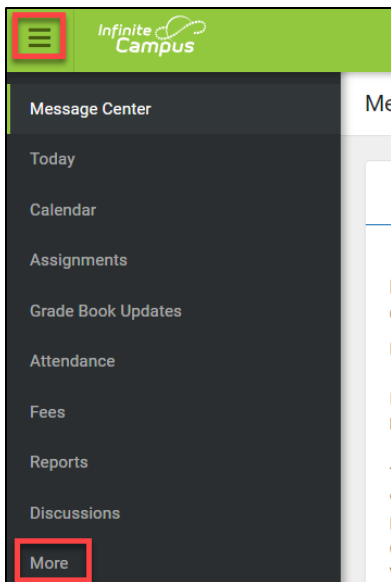 Infinite
Campus
Message Center
Me
Today
Calendar
Assignments
Grade Book Updates
Attendance
Fees
Reports
Discussions
More